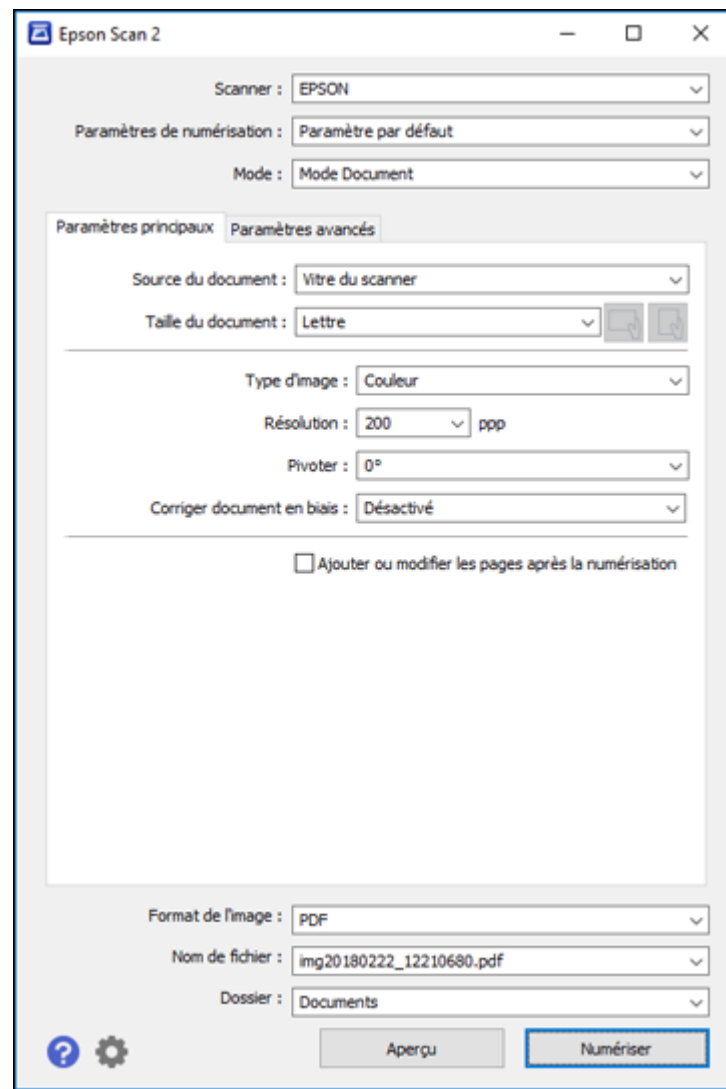 Epson Scan 2
Scanner : EPSON
Paramètres de numérisation : Paramètre par défaut
Mode : Mode Document
Paramètres principaux Paramètres avancés
Source du document : Vitre du scanner
Taille du document : Lettre
Type d'image : Couleur
Résolution : 200 ppp
Pivoter : 0°
Corriger document en biais : Désactivé
Ajouter ou modifier les pages après la numérisation
Format de l'image : PDF
Nom de fichier : img20180222_12210680.pdf
Dossier : Documents
? Aperçu Numériser